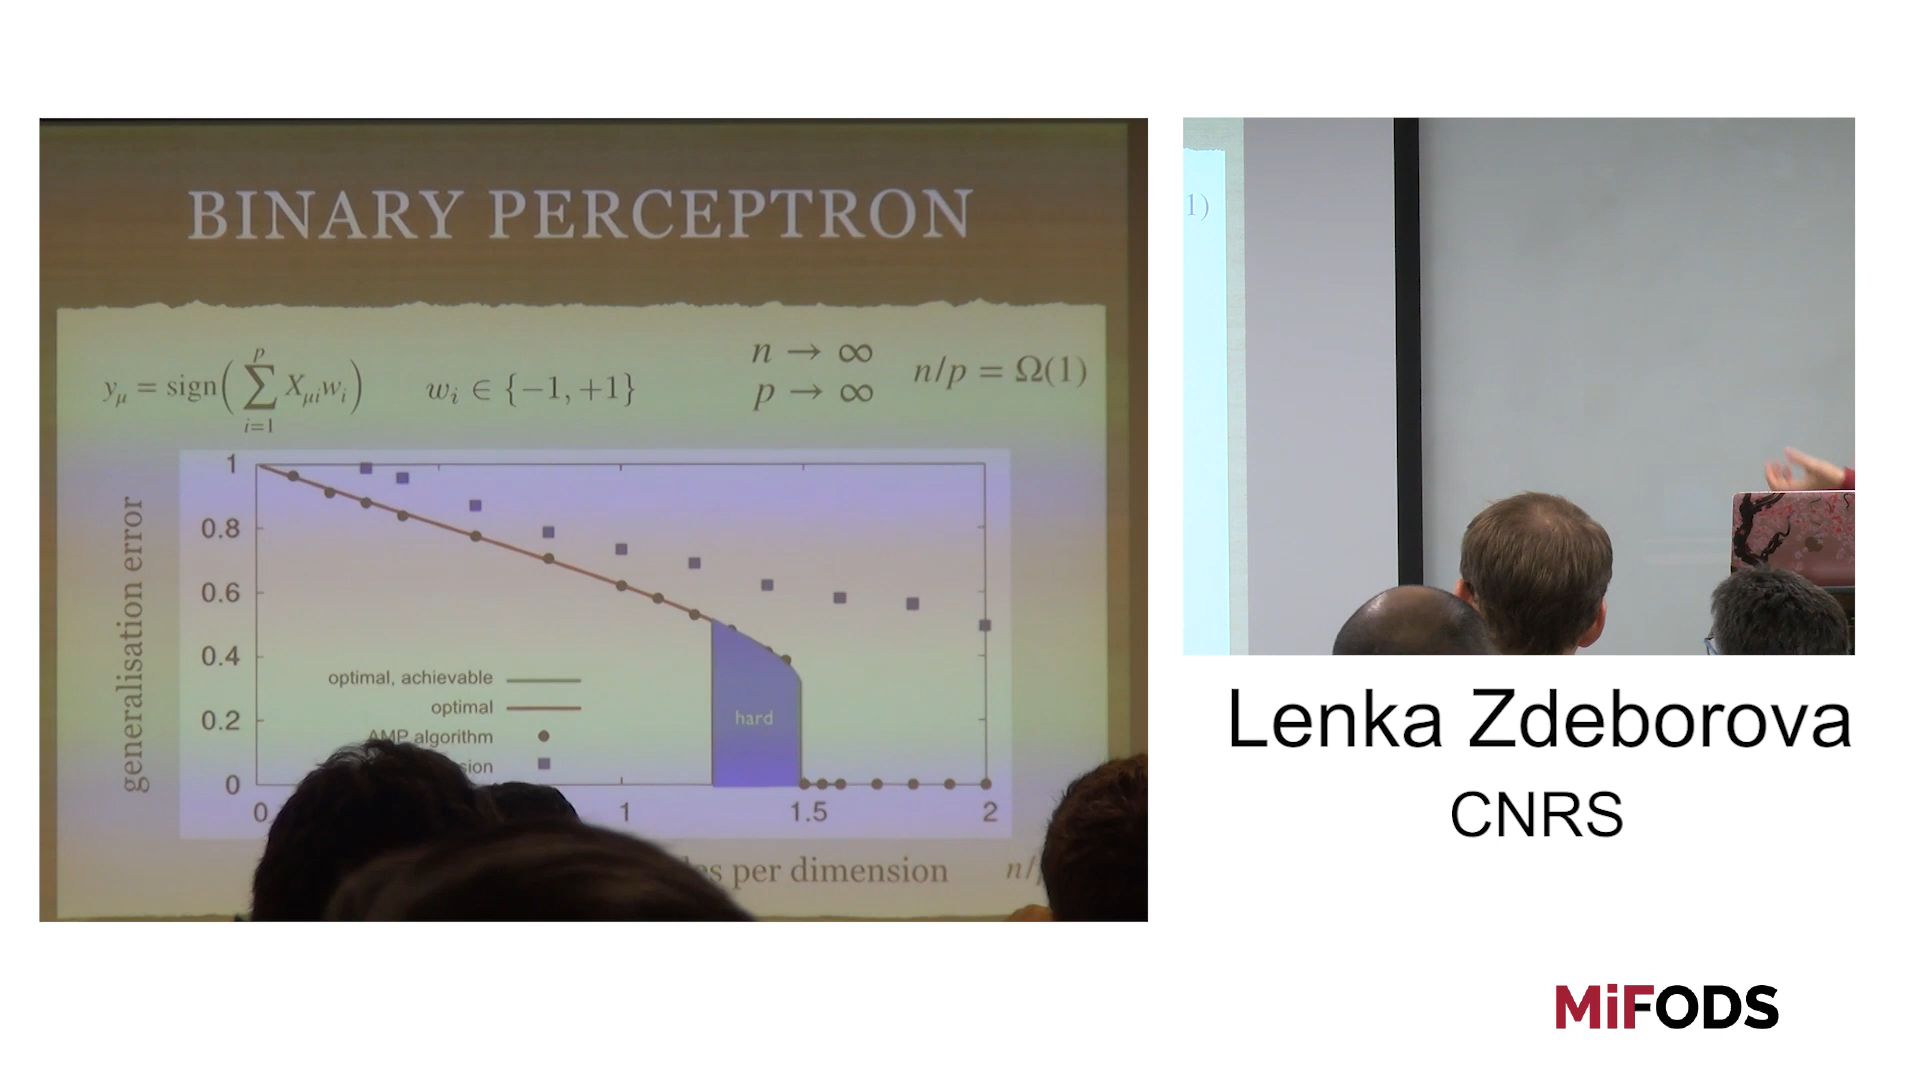 BINARY PERCEPTRON
y_μ = sign(∑_{i=1}^{p} X_{μi}w_i)
w_i ∈ {−1, +1}
n → ∞
p → ∞
n/p = Ω(1)
generalisation error
1
0.8
0.6
0.4
0.2
0
optimal, achievable
optimal
AMP algorithm
hard
0
1
1.5
2
per dimension
1)
Lenka Zdeborova
CNRS
MiFODS